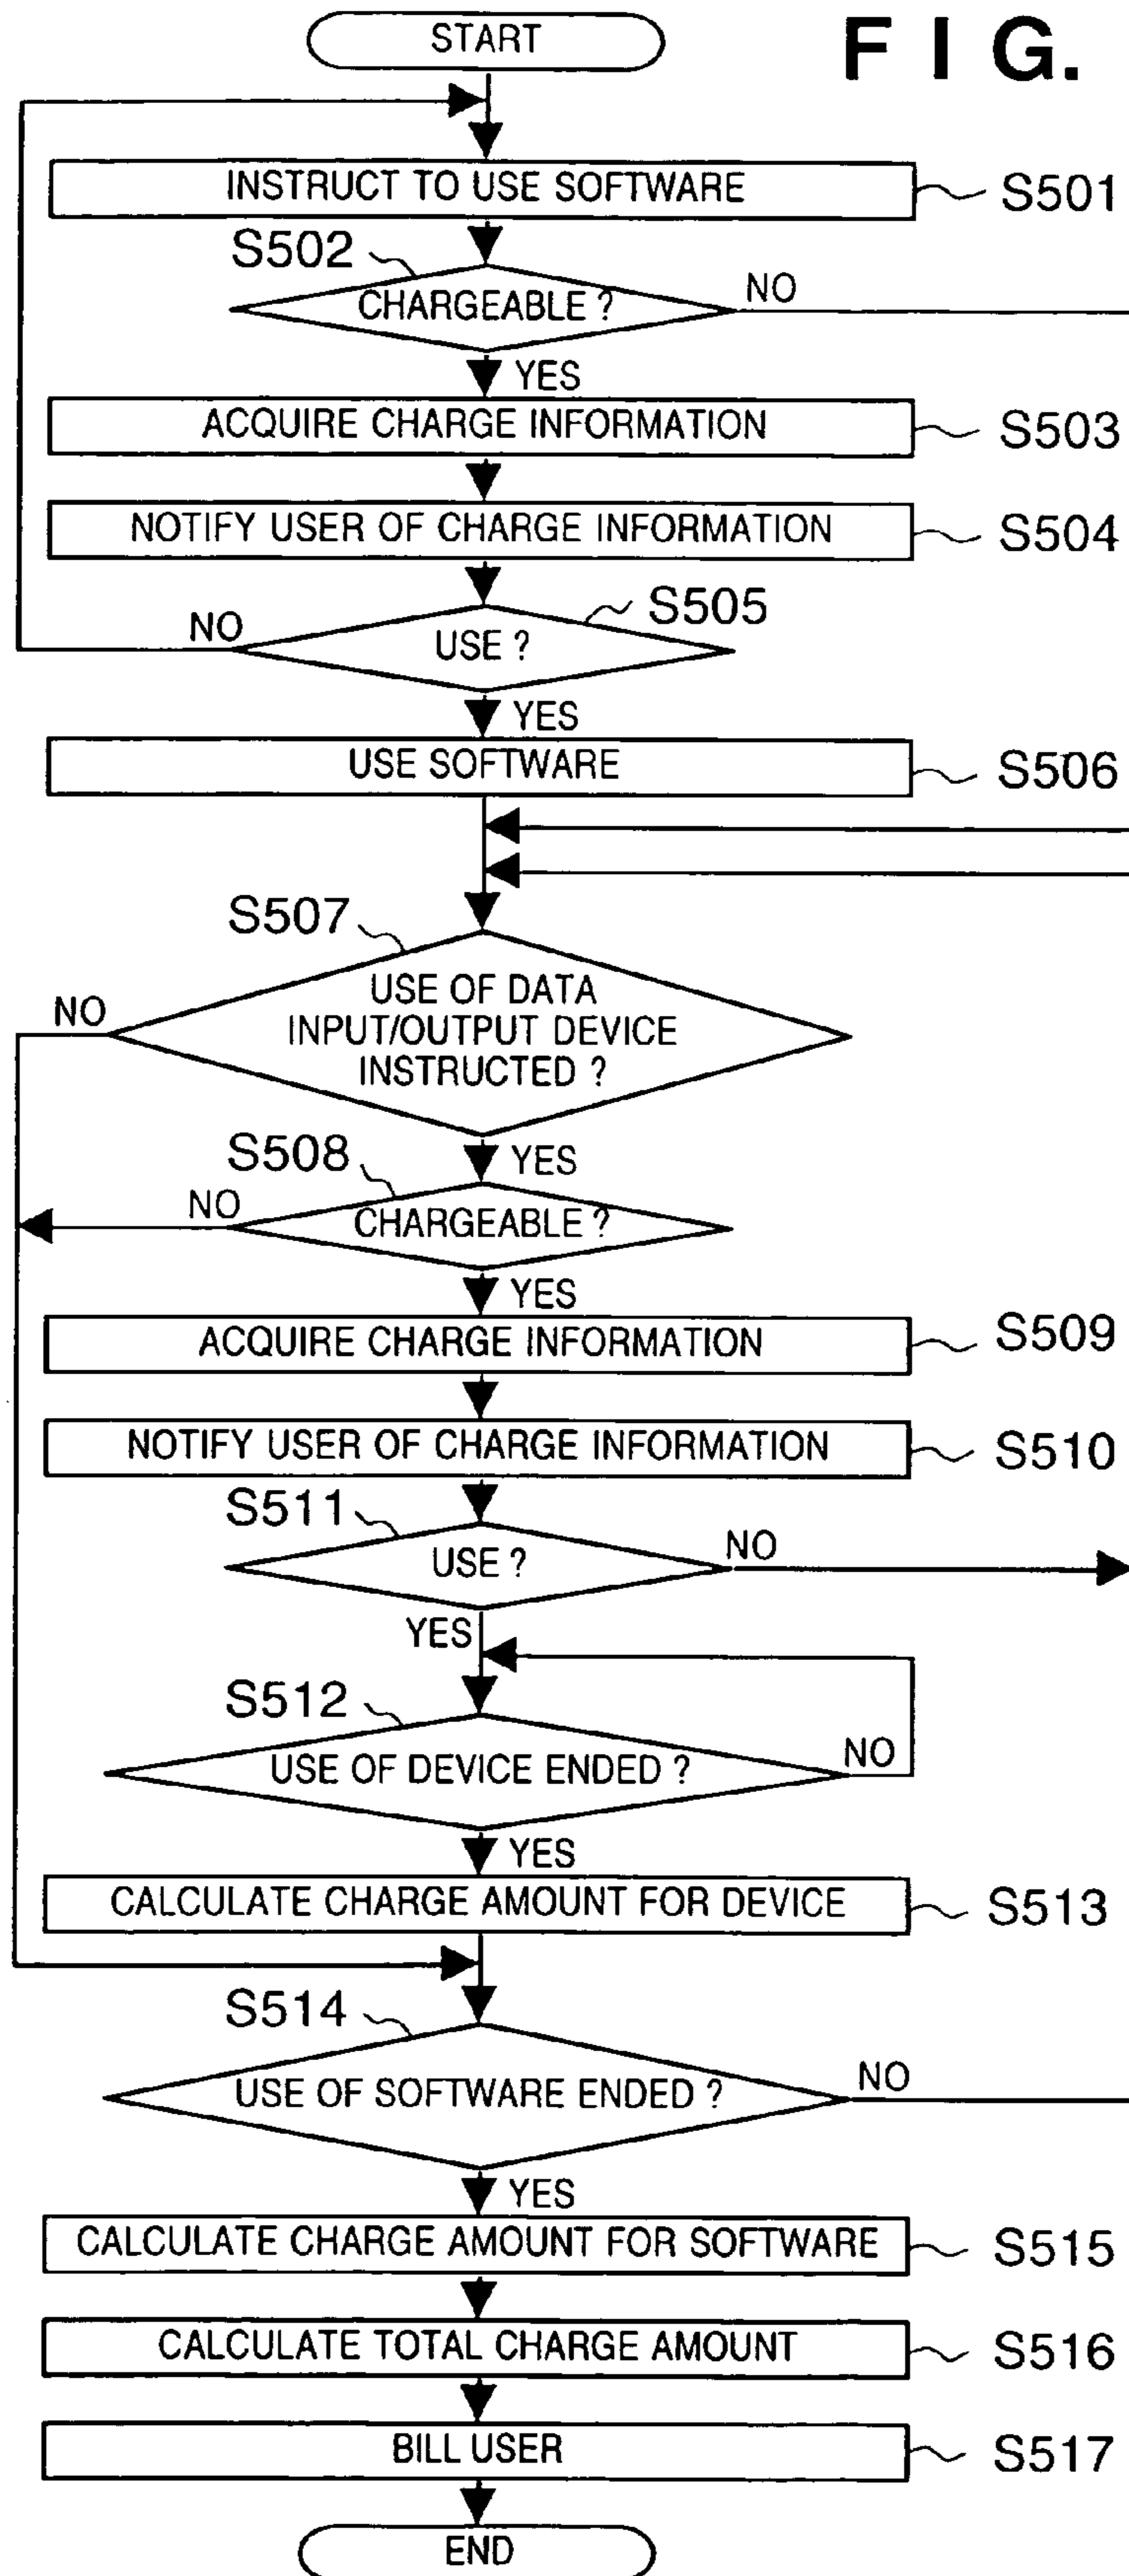 START
FIG.
INSTRUCT TO USE SOFTWARE
S501
S502
CHARGEABLE ?
NO
YES
ACQUIRE CHARGE INFORMATION
S503
NOTIFY USER OF CHARGE INFORMATION
S504
S505
NO
USE ?
YES
USE SOFTWARE
S506
S507
NO
USE OF DATA
INPUT/OUTPUT DEVICE
INSTRUCTED ?
S508
YES
NO
CHARGEABLE ?
YES
ACQUIRE CHARGE INFORMATION
S509
NOTIFY USER OF CHARGE INFORMATION
S510
S511
USE ?
NO
YES
S512
USE OF DEVICE ENDED ?
NO
YES
CALCULATE CHARGE AMOUNT FOR DEVICE
S513
S514
USE OF SOFTWARE ENDED ?
NO
YES
CALCULATE CHARGE AMOUNT FOR SOFTWARE
S515
CALCULATE TOTAL CHARGE AMOUNT
S516
BILL USER
S517
END